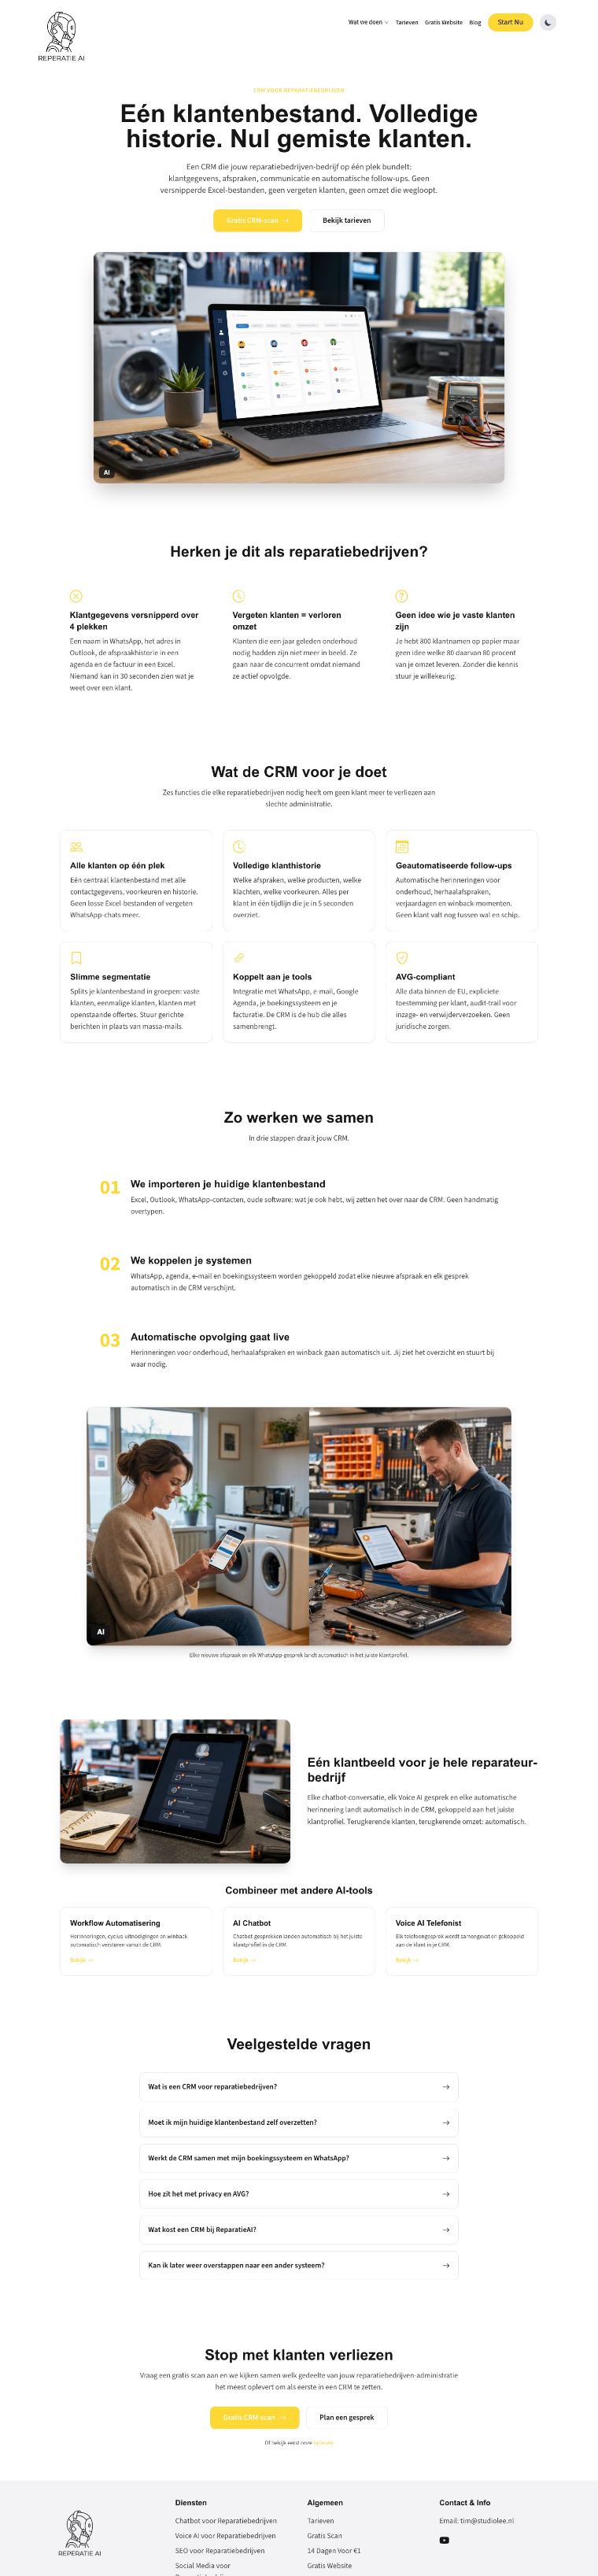 REPERATIE AI
Wat we doen
Tarieven
Gratis Website
Blog
Start Nu
CRM VOOR REPARATIEBEDRIJVEN
Eén klantenbestand. Volledige
historie. Nul gemiste klanten.
Een CRM die jouw reparatiebedrijven-bedrijf op één plek bundelt:
klantgegevens, afspraken, communicatie en automatische follow-ups. Geen
versnipperde Excel-bestanden, geen vergeten klanten, geen omzet die wegloopt.
Gratis CRM-scan →
Bekijk tarieven
AI
Herken je dit als reparatiebedrijven?
Klantgegevens versnipperd over
4 plekken
Een naam in WhatsApp, het adres in
Outlook, de afspraakhistorie in een
agenda en de factuur in een Excel.
Niemand kan in 30 seconden zien wat je
weet over een klant.
Vergeten klanten = verloren
omzet
Klanten die een jaar geleden onderhoud
nodig hadden zijn niet meer in beeld. Ze
gaan naar de concurrent omdat niemand
ze actief opvolgde.
Geen idee wie je vaste klanten
zijn
Je hebt 800 klantnamen op papier maar
geen idee welke 80 daarvan 80 procent
van je omzet leveren. Zonder die kennis
stuur je willekeurig.
Wat de CRM voor je doet
Zes functies die elke reparatiebedrijven nodig heeft om geen klant meer te verliezen aan
slechte administratie.
Alle klanten op één plek
Eén centraal klantenbestand met alle
contactgegevens, voorkeuren en historie.
Geen losse Excel-bestanden of vergeten
WhatsApp-chats meer.
Volledige klanthistorie
Welke afspraken, welke producten, welke
klachten, welke voorkeuren. Alles per
klant in één tijdlijn die je in 5 seconden
overziet.
Geautomatiseerde follow-ups
Automatische herinneringen voor
onderhoud, herhaalafspraken,
verjaardagen en winback-momenten.
Geen klant valt nog tussen wal en schip.
Slimme segmentatie
Splits je klantenbestand in groepen: vaste
klanten, eenmalige klanten, klanten met
openstaande offertes. Stuur gerichte
berichten in plaats van massa-mails.
Koppelt aan je tools
Integratie met WhatsApp, e-mail, Google
Agenda, je boekingssysteem en je
facturatie. De CRM is de hub die alles
samenbrengt.
AVG-compliant
Alle data binnen de EU, expliciete
toestemming per klant, audit-trail voor
inzage- en verwijderverzoeken. Geen
juridische zorgen.
Zo werken we samen
In drie stappen draait jouw CRM.
01
We importeren je huidige klantenbestand
Excel, Outlook, WhatsApp-contacten, oude software: wat je ook hebt, wij zetten het over naar de CRM. Geen handmatig
overtypen.
02
We koppelen je systemen
WhatsApp, agenda, e-mail en boekingssysteem worden gekoppeld zodat elke nieuwe afspraak en elk gesprek
automatisch in de CRM verschijnt.
03
Automatische opvolging gaat live
Herinneringen voor onderhoud, herhaalafspraken en winback gaan automatisch uit. Jij ziet het overzicht en stuurt bij
waar nodig.
AI
Elke nieuwe afspraak en elk WhatsApp-gesprek landt automatisch in het juiste klantprofiel.
Eén klantbeeld voor je hele reparateur-
bedrijf
Elke chatbot-conversatie, elk Voice AI gesprek en elke automatische
herinnering landt automatisch in de CRM, gekoppeld aan het juiste
klantprofiel. Terugkerende klanten, terugkerende omzet: automatisch.
Combineer met andere AI-tools
Workflow Automatisering
Herinneringen, cyclus uitnodigingen en winback
automatisch versturen vanuit de CRM.
Bekijk →
AI Chatbot
Chatbot gesprekken landen automatisch bij het juiste
klantprofiel in de CRM.
Bekijk →
Voice AI Telefonist
Elk telefoongesprek wordt samengevat en gekoppeld
aan de klant in je CRM.
Bekijk →
Veelgestelde vragen
Wat is een CRM voor reparatiebedrijven? →
Moet ik mijn huidige klantenbestand zelf overzetten? →
Werkt de CRM samen met mijn boekingssysteem en WhatsApp? →
Hoe zit het met privacy en AVG? →
Wat kost een CRM bij ReparatieAI? →
Kan ik later weer overstappen naar een ander systeem? →
Stop met klanten verliezen
Vraag een gratis scan aan en we kijken samen welk gedeelte van jouw reparatiebedrijven-administratie
het meest oplevert om als eerste in een CRM te zetten.
Gratis CRM-scan →
Plan een gesprek
Of bekijk eerst onze tarieven
REPERATIE AI
Diensten
Chatbot voor Reparatiebedrijven
Voice AI voor Reparatiebedrijven
SEO voor Reparatiebedrijven
Social Media voor
Algemeen
Tarieven
Gratis Scan
14 Dagen Voor €1
Gratis Website
Contact & Info
Email: tim@studiolee.nl